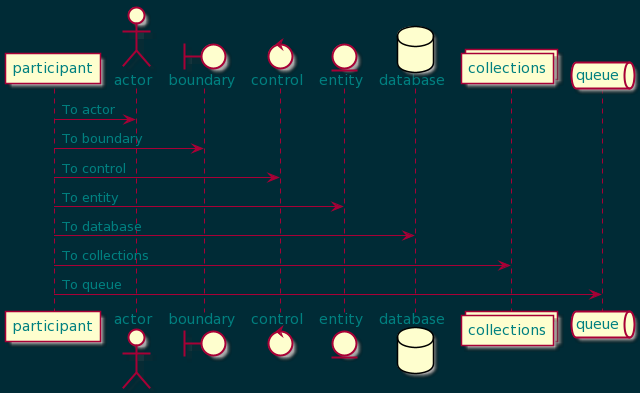 participant
actor
boundary
control
entity
database
collections
queue
To actor
To boundary
To control
To entity
To database
To collections
To queue
participant
actor
boundary
control
entity
database
collections
queue